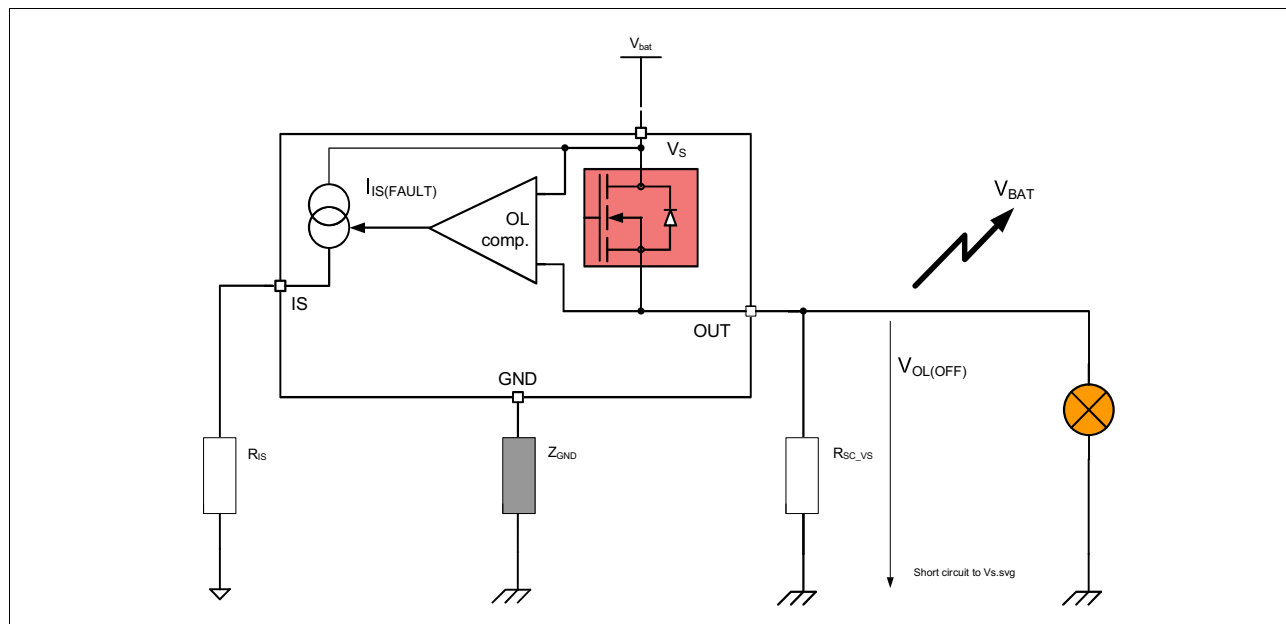 Vbat
VS
IIS(FAULT)
OL
comp.
VBAT
IS
OUT
VOL(OFF)
GND
RIS
ZGND
RSC_VS
Short circuit to Vs.svg